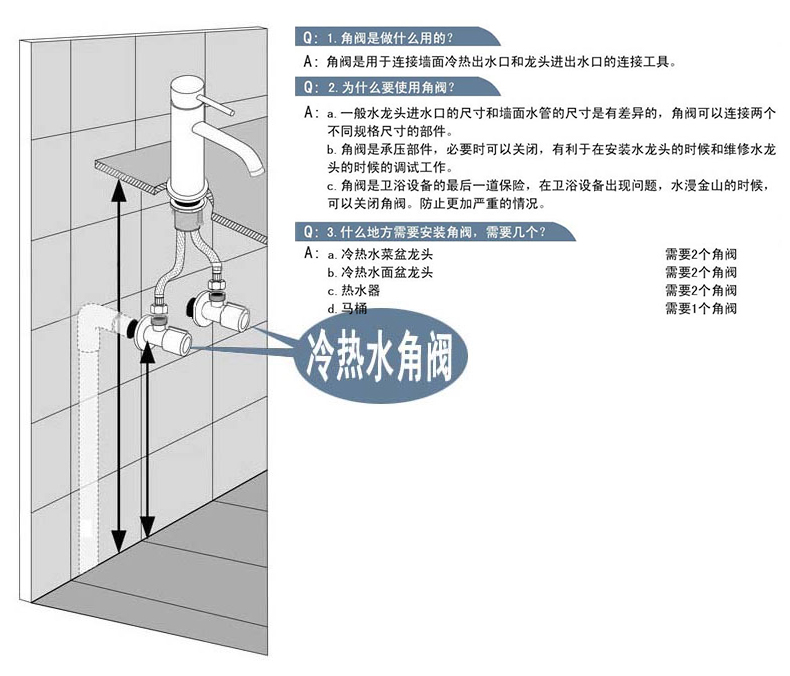 Q: 1.角阀是做什么用的?
A: 角阀是用于连接墙面冷热出水口和龙头进出水口的连接工具。
Q: 2.为什么要使用角阀?
A: a.一般水龙头进水口的尺寸和墙面水管的尺寸是有差异的，角阀可以连接两个
不同规格尺寸的部件。
b.角阀是承压部件，必要时可以关闭，有利于在安装水龙头的时候和维修水龙
头的时候的调试工作。
c.角阀是卫浴设备的最后一道保险，在卫浴设备出现问题，水漫金山的时候，
可以关闭角阀。防止更加严重的情况。
Q: 3.什么地方需要安装角阀，需要几个?
A: a.冷热水菜盆龙头 需要2个角阀
b.冷热水面盆龙头 需要2个角阀
c.热水器 需要2个角阀
d.马桶 需要1个角阀
冷热水角阀